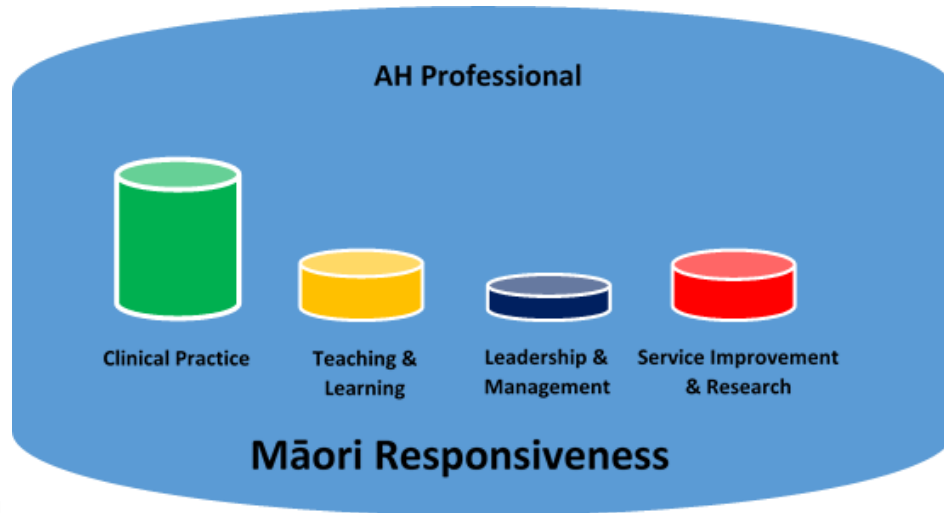 AH Professional
Clinical Practice
Teaching &
Learning
Leadership &
Management
Service Improvement
& Research
Māori Responsiveness